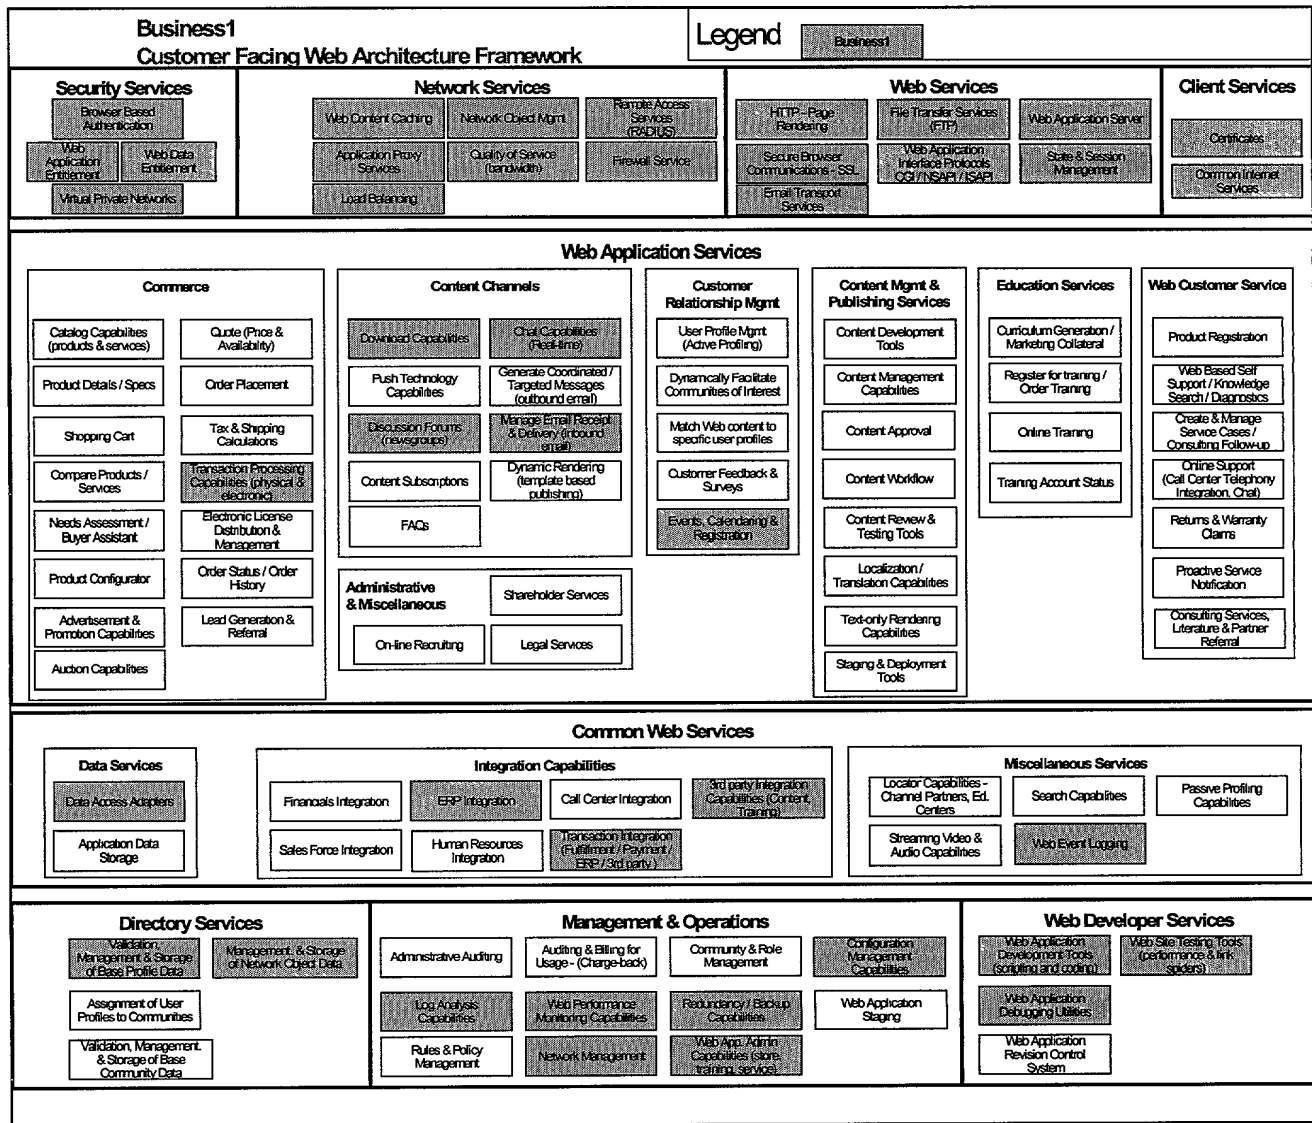 Business1
Customer Facing Web Architecture Framework
Legend
Business1
Security Services
Browser Based
Authentication
Web
Application
Entitlement
Web Data
Entitlement
Virtual Private Networks
Network Services
Web Content Caching
Network Object Mgmt
Remote Access
Services
(RADIUS)
Application Proxy
Services
Quality of Service
(bandwidth)
Firewall Service
Load Balancing
Web Services
HTTP - Page
Rendering
File Transfer Services
(FTP)
Web Application Server
Secure Browser
Communications - SSL
Web Application
Interface Protocols
CGI / NSAPI / ISAPI
State & Session
Management
Email Transport
Services
Client Services
Certificates
Common Internet
Services
Web Application Services
Commerce
Catalog Capabilities
(products & services)
Quote (Price &
Availability)
Product Details / Specs
Order Placement
Shopping Cart
Tax & Shipping
Calculations
Compare Products /
Services
Transaction Processing
Capabilities (physical &
electronic)
Needs Assessment /
Buyer Assistant
Electronic License
Distribution &
Management
Product Configurator
Order Status / Order
History
Advertisement &
Promotion Capabilities
Lead Generation &
Referral
Auction Capabilities
Content Channels
Download Capabilities
Chat Capabilities
(Real-time)
Push Technology
Capabilities
Generate Coordinated /
Targeted Messages
(outbound email)
Discussion Forums
(newsgroups)
Manage Email Receipt
& Delivery (inbound
email)
Content Subscriptions
Dynamic Rendering
(template based
publishing)
FAQs
Administrative
& Miscellaneous
Shareholder Services
On-line Recruiting
Legal Services
Customer
Relationship Mgmt
User Profile Mgmt
(Active Profiling)
Dynamically Facilitate
Communities of Interest
Match Web content to
specific user profiles
Customer Feedback &
Surveys
Events, Calendaring &
Registration
Content Mgmt &
Publishing Services
Content Development
Tools
Content Management
Capabilities
Content Approval
Content Workflow
Content Review &
Testing Tools
Localization /
Translation Capabilities
Text-only Rendering
Capabilities
Staging & Deployment
Tools
Education Services
Curriculum Generation /
Marketing Collateral
Register for training /
Order Training
Online Training
Training Account Status
Web Customer Service
Product Registration
Web Based Self
Support / Knowledge
Search / Diagnostics
Create & Manage
Service Cases /
Consulting Follow-up
Online Support
(Call Center Telephony
Integration, Chat)
Returns & Warranty
Claims
Proactive Service
Notification
Consulting Services,
Literature & Partner
Referral
Common Web Services
Data Services
Data Access Adapters
Application Data
Storage
Integration Capabilities
Financials Integration
ERP Integration
Call Center Integration
3rd party Integration
Capabilities (Content,
Training)
Sales Force Integration
Human Resources
Integration
Transaction Integration
(Fulfillment / Payment /
ERP / 3rd party )
Miscellaneous Services
Locator Capabilities -
Channel Partners, Ed.
Centers
Search Capabilities
Passive Profiling
Capabilities
Streaming Video &
Audio Capabilities
Web Event Logging
Directory Services
Validation,
Management & Storage
of Base Profile Data
Management. & Storage
of Network Object Data
Assignment of User
Profiles to Communities
Validation, Management.
& Storage of Base
Community Data
Management & Operations
Administrative Auditing
Auditing & Billing for
Usage - (Charge-back)
Community & Role
Management
Configuration
Management
Capabilities
Log Analysis
Capabilities
Web Performance
Monitoring Capabilities
Redundancy / Backup
Capabilities
Web Application
Staging
Rules & Policy
Management
Network Management
Web App. Admin
Capabilities (store,
training, service)
Web Developer Services
Web Application
Development Tools
(scripting and coding)
Web Site Testing Tools
(performance & link
spiders)
Web Application
Debugging Utilities
Web Application
Revision Control
System